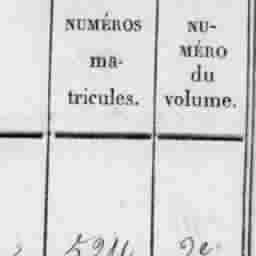 NUMÉROS
ma-
tricules.
NU-
MÉRO
du
volume.